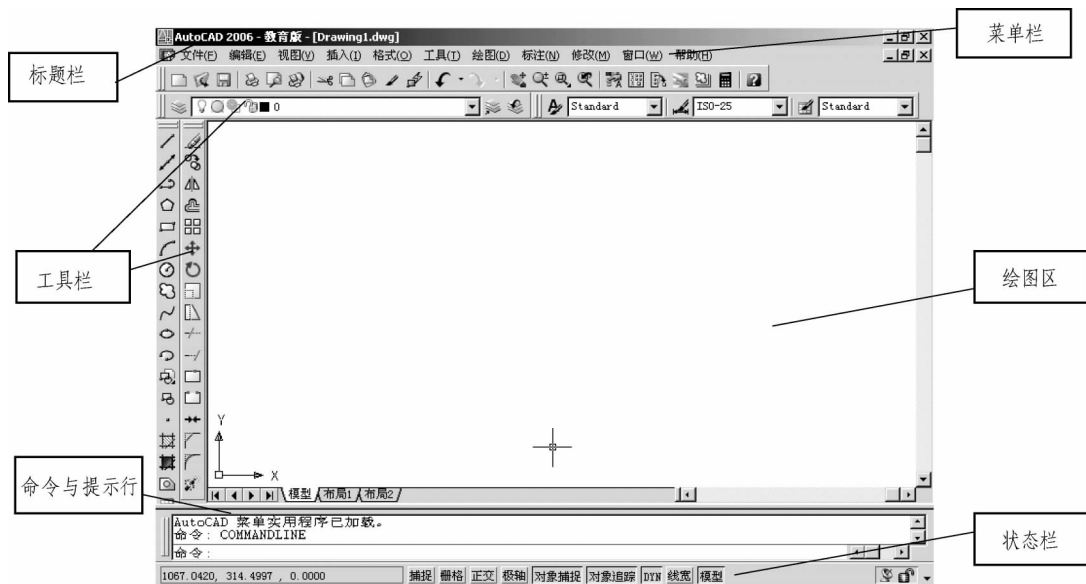 AutoCAD 2006 - 教育版 - [Drawing1.dwg]
菜单栏
文件(F) 编辑(E) 视图(V) 插入(I) 格式(O) 工具(T) 绘图(D) 标注(N) 修改(M) 窗口(W) 帮助(H)
标题栏
0 Standard ISO-25 Standard
工具栏
绘图区
Y
X
模型 布局1 布局2
命令与提示行
AutoCAD 菜单实用程序已加载。
命令: COMMANDLINE
命令:
状态栏
1067.0420, 314.4997 , 0.0000 捕捉 栅格 正交 极轴 对象捕捉 对象追踪 DYN 线宽 模型